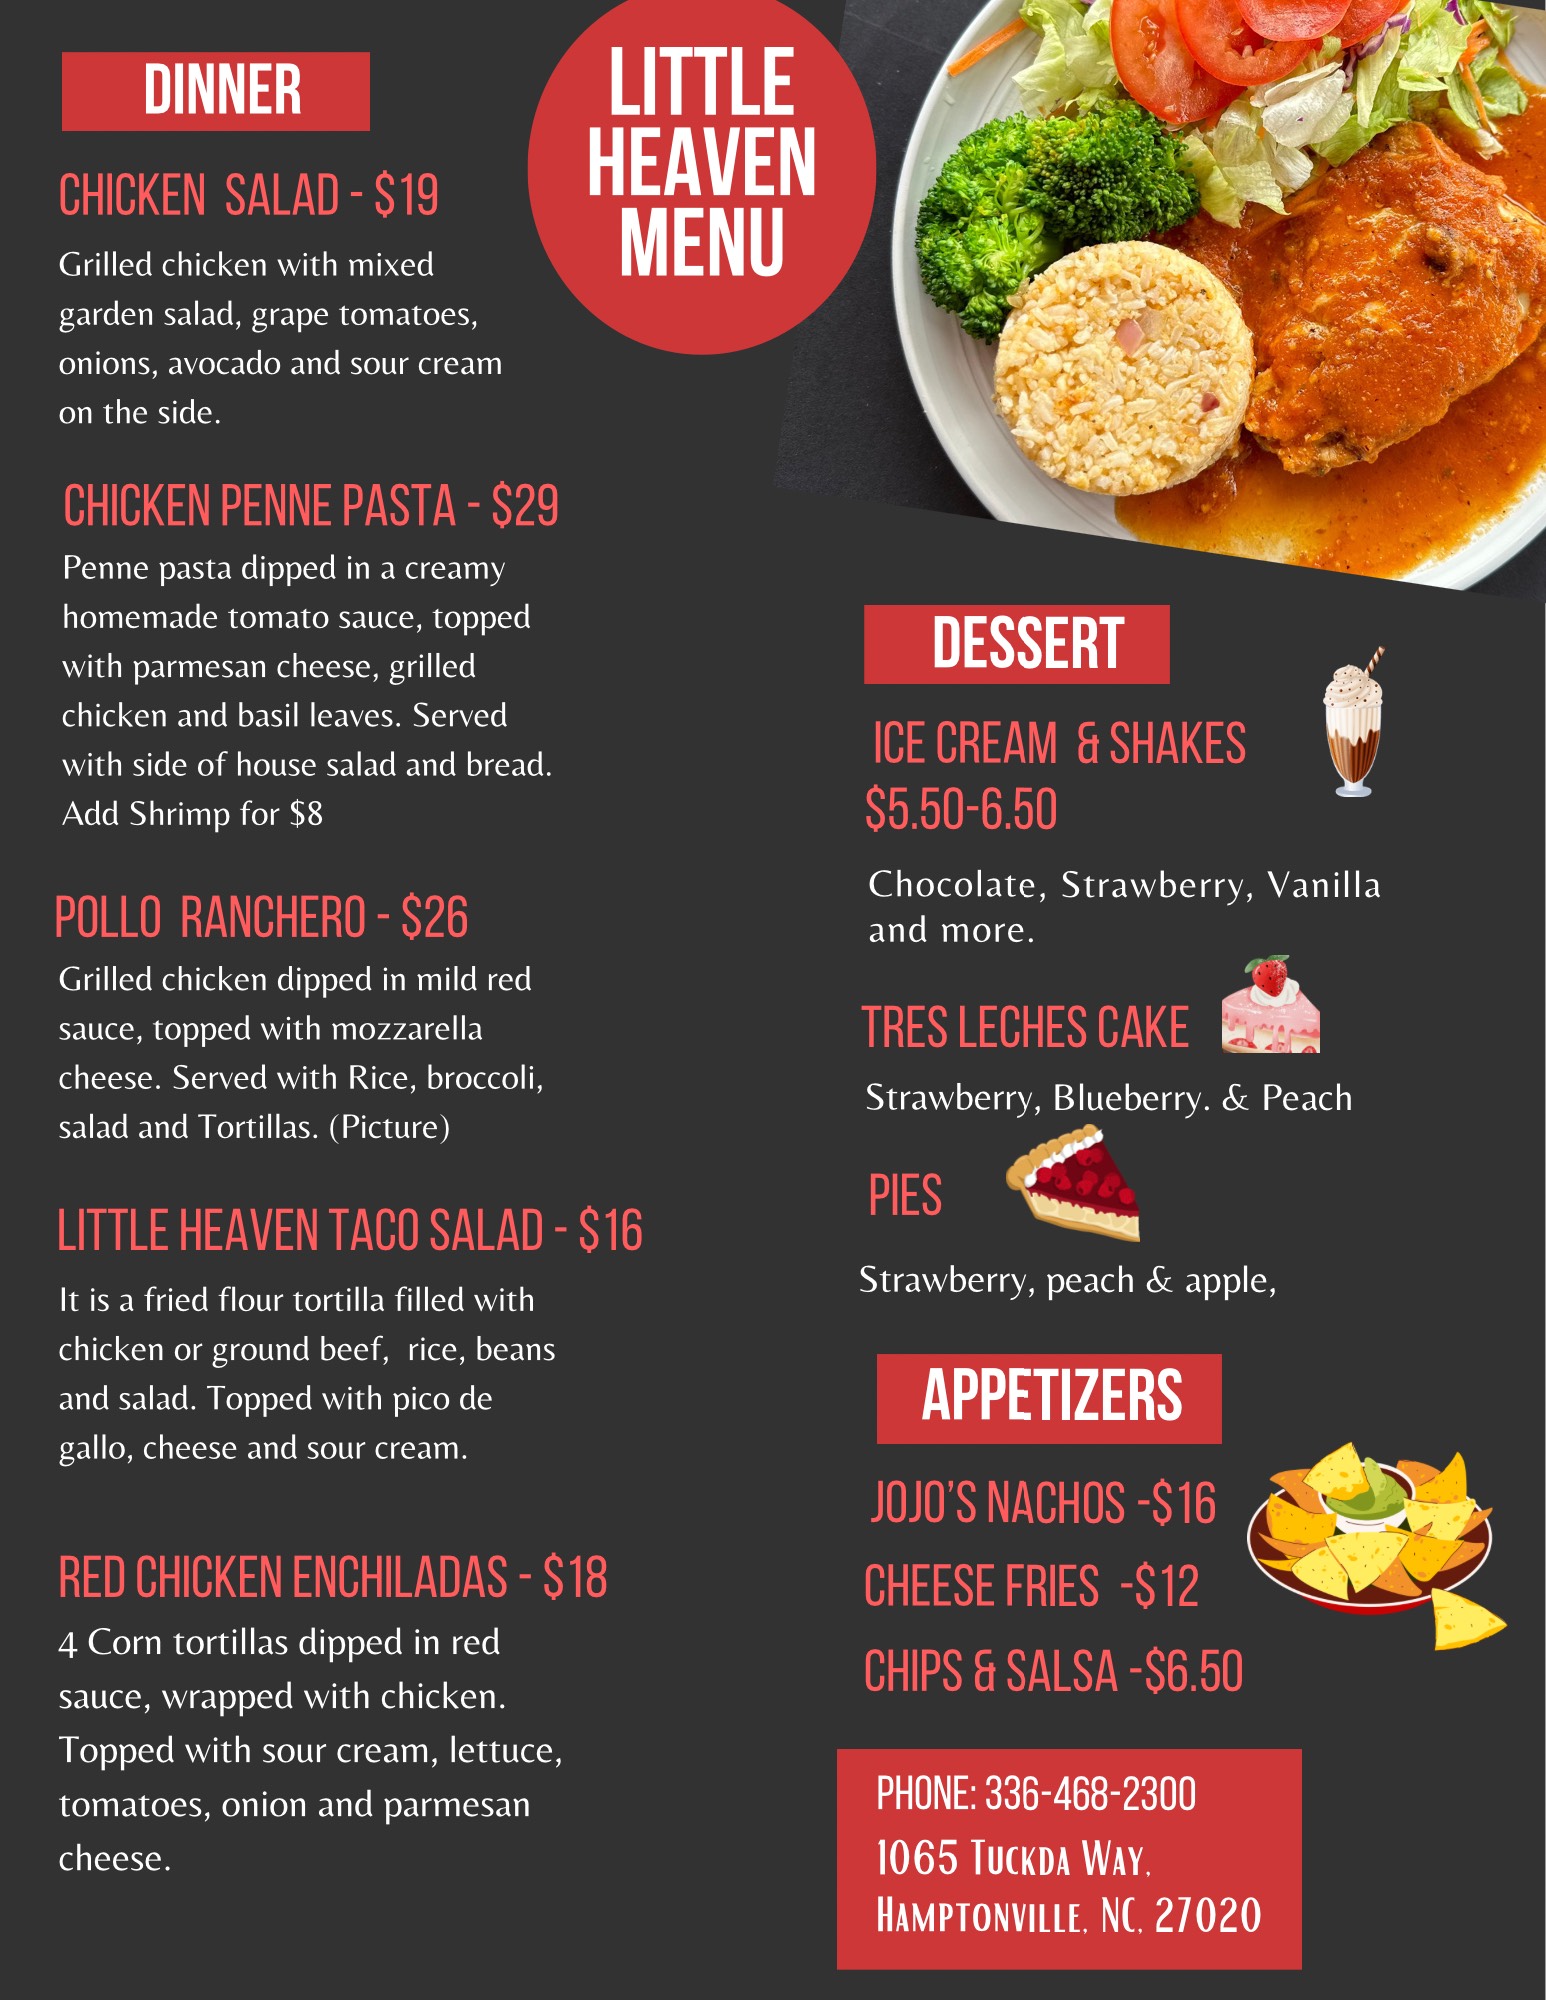 LITTLE
HEAVEN
MENU
DINNER
CHICKEN SALAD - $19
Grilled chicken with mixed
garden salad, grape tomatoes,
onions, avocado and sour cream
on the side.
CHICKEN PENNE PASTA - $29
Penne pasta dipped in a creamy
homemade tomato sauce, topped
with parmesan cheese, grilled
chicken and basil leaves. Served
with side of house salad and bread.
Add Shrimp for $8
POLLO RANCHERO - $26
Grilled chicken dipped in mild red
sauce, topped with mozzarella
cheese. Served with Rice, broccoli,
salad and Tortillas. (Picture)
LITTLE HEAVEN TACO SALAD - $16
It is a fried flour tortilla filled with
chicken or ground beef, rice, beans
and salad. Topped with pico de
gallo, cheese and sour cream.
RED CHICKEN ENCHILADAS - $18
4 Corn tortillas dipped in red
sauce, wrapped with chicken.
Topped with sour cream, lettuce,
tomatoes, onion and parmesan
cheese.
DESSERT
ICE CREAM & SHAKES
$5.50-6.50
Chocolate, Strawberry, Vanilla
and more.
TRES LECHES CAKE
Strawberry, Blueberry. & Peach
PIES
Strawberry, peach & apple,
APPETIZERS
JOJO'S NACHOS -$16
CHEESE FRIES -$12
CHIPS & SALSA -$6.50
PHONE: 336-468-2300
1065 Tuckda Way,
Hamptonville, NC, 27020